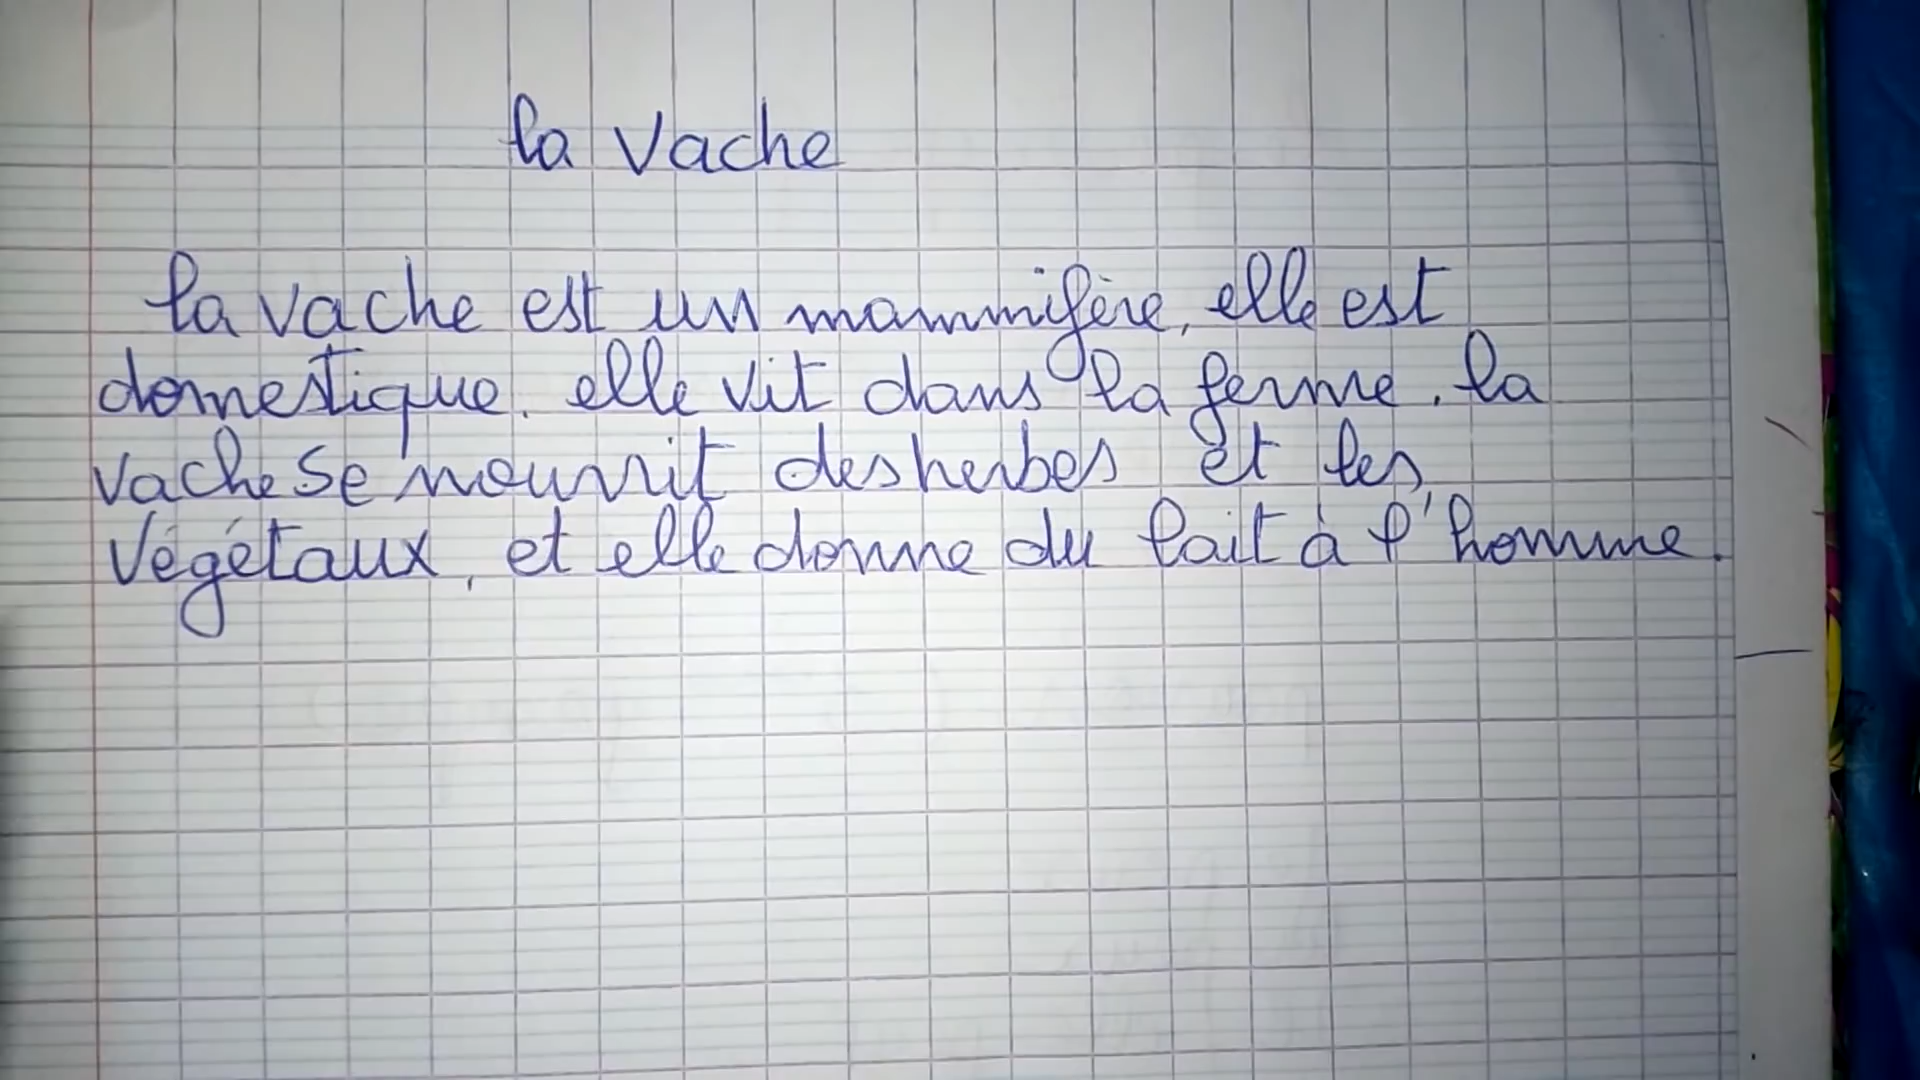 la vache
la vache est un mammifère, elle est
domestique. elle vit dans la ferme. la
vache se nourrit des herbes et les
végétaux, et elle donne du lait à l'homme.